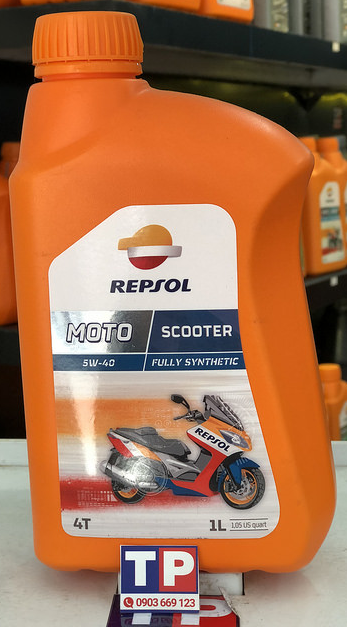 REPSOL
MOTO SCOOTER
5W-40 FULLY SYNTHETIC
REPSOL
4T 1L 1,05 US quart
TP
0903 669 123